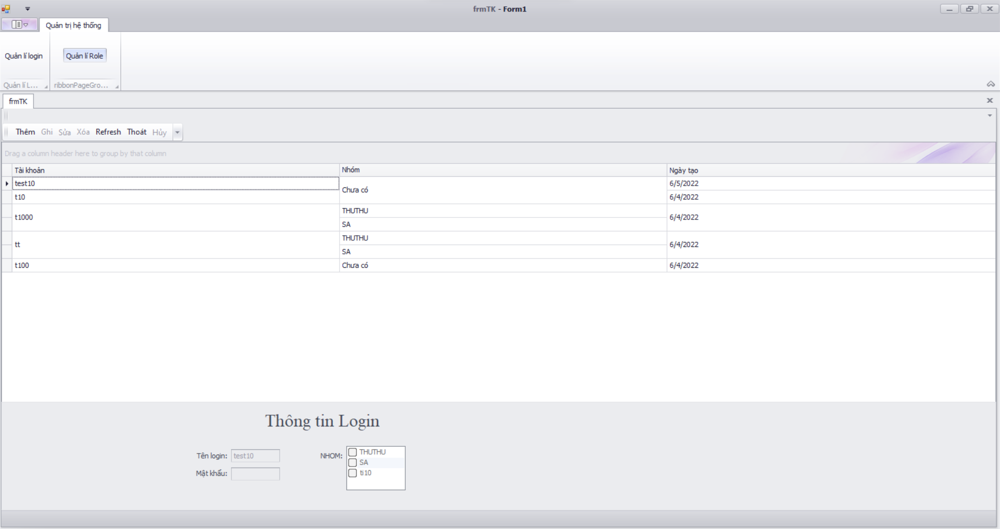 frmTK - Form1
Quản trị hệ thống
Quản lí login
Quản lí Role
Quản lí L...
ribbonPageGro...
frmTK
Thêm Ghi Sửa Xóa Refresh Thoát Hủy
Drag a column header here to group by that column
Tài khoản Nhóm Ngày tạo
test10 Chưa có 6/5/2022
t10 6/4/2022
t1000 THUTHU 6/4/2022
SA
tt THUTHU 6/4/2022
SA
t100 Chưa có 6/4/2022
Thông tin Login
Tên login: test10
Mật khẩu:
NHOM:
THUTHU
SA
ti10